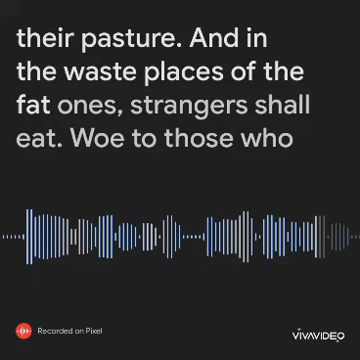 their pasture. And in
the waste places of the
fat ones, strangers shall
eat. Woe to those who
Recorded on Pixel
VIVAVIDEO